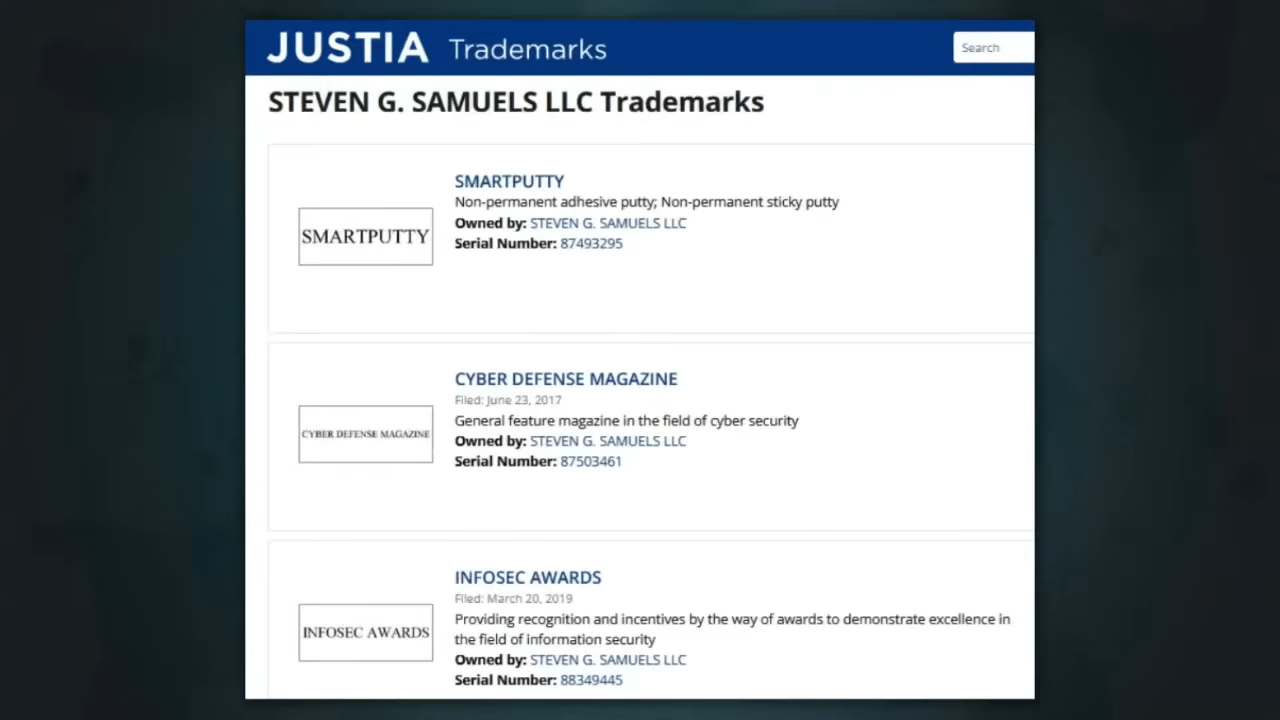 JUSTIA Trademarks
Search
STEVEN G. SAMUELS LLC Trademarks
SMARTPUTTY
SMARTPUTTY
Non-permanent adhesive putty; Non-permanent sticky putty
Owned by: STEVEN G. SAMUELS LLC
Serial Number: 87493295
CYBER DEFENSE MAGAZINE
CYBER DEFENSE MAGAZINE
Filed: June 23, 2017
General feature magazine in the field of cyber security
Owned by: STEVEN G. SAMUELS LLC
Serial Number: 87503461
INFOSEC AWARDS
INFOSEC AWARDS
Filed: March 20, 2019
Providing recognition and incentives by the way of awards to demonstrate excellence in
the field of information security
Owned by: STEVEN G. SAMUELS LLC
Serial Number: 88349445